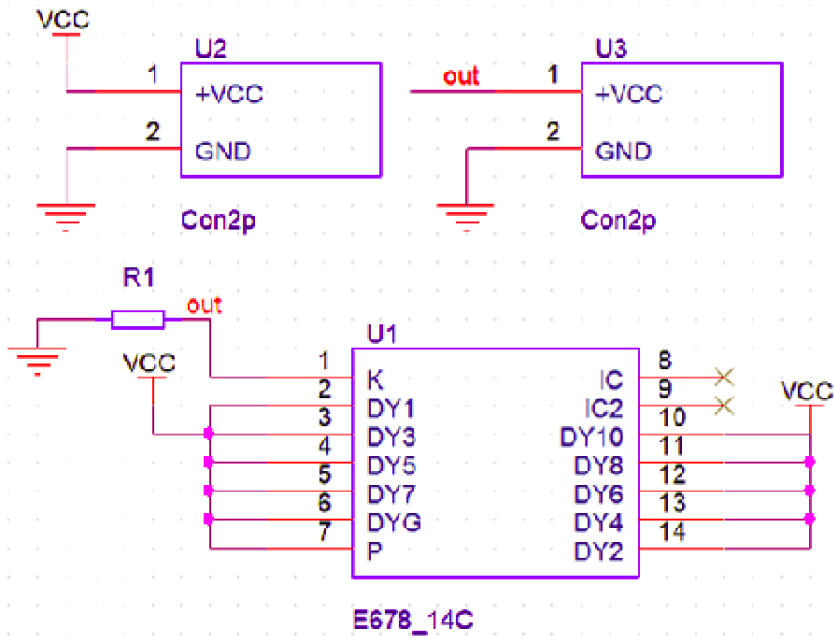 VCC
U2
U3
1
+VCC
2
GND
Con2p
out
1
+VCC
2
GND
Con2p
R1
out
VCC
U1
1
K
2
DY1
3
DY3
4
DY5
5
DY7
6
DYG
7
P
8
IC
9
IC2
10
DY10
11
DY8
12
DY6
13
DY4
14
DY2
VCC
E678_14C